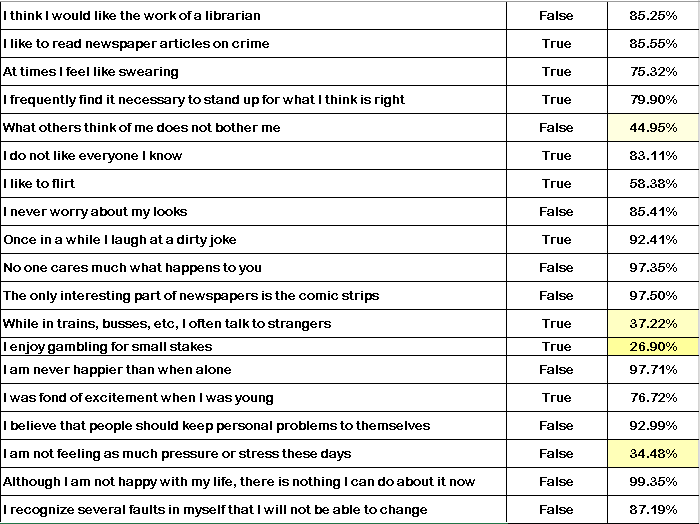 I think I would like the work of a librarian False 85.25%
I like to read newspaper articles on crime True 85.55%
At times I feel like swearing True 75.32%
I frequently find it necessary to stand up for what I think is right True 79.90%
What others think of me does not bother me False 44.95%
I do not like everyone I know True 83.11%
I like to flirt True 58.38%
I never worry about my looks False 85.41%
Once in a while I laugh at a dirty joke True 92.41%
No one cares much what happens to you False 97.35%
The only interesting part of newspapers is the comic strips False 97.50%
While in trains, busses, etc, I often talk to strangers True 37.22%
I enjoy gambling for small stakes True 26.90%
I am never happier than when alone False 97.71%
I was fond of excitement when I was young True 76.72%
I believe that people should keep personal problems to themselves False 92.99%
I am not feeling as much pressure or stress these days False 34.48%
Although I am not happy with my life, there is nothing I can do about it now False 99.35%
I recognize several faults in myself that I will not be able to change False 87.19%